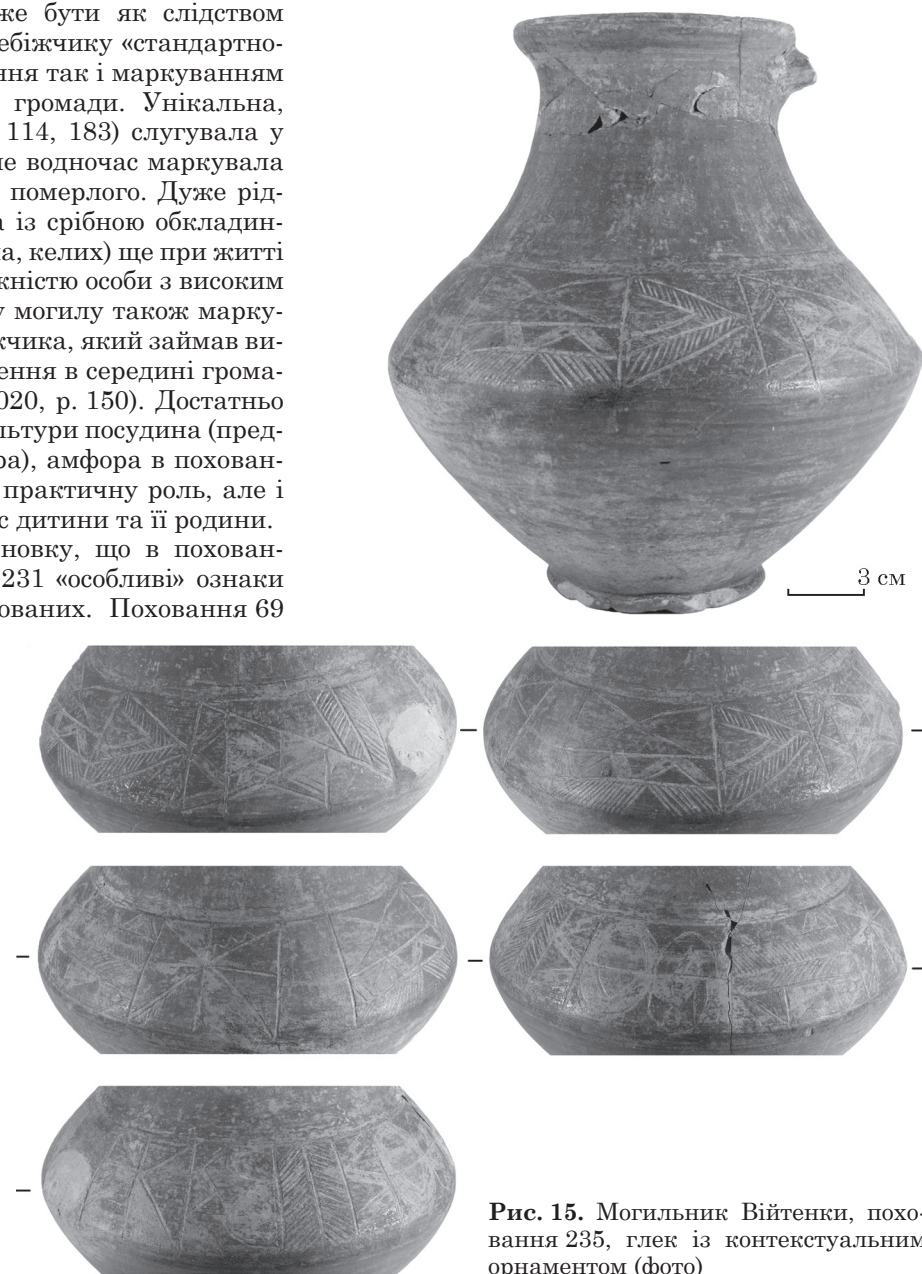 же бути як слідством
ебіжчику «стандартно-
ння так і маркуванням
громади. Унікальна,
114, 183) слугувала у
не водночас маркувала
померлого. Дуже рід-
а із срібною обкладин-
на, келих) ще при житті
жністю особи з високим
у могилу також марку-
жчика, який займав ви-
ення в середині грома-
020, p. 150). Достатньо
льтури посудина (пред-
ра), амфора в похован-
практичну роль, але і
с дитини та її родини.
новку, що в похован-
231 «особливі» ознаки
ованих. Поховання 69
3 см
Рис. 15. Могильник Війтенки, похо-
вання 235, глек із контекстуальним
орнаментом (фото)